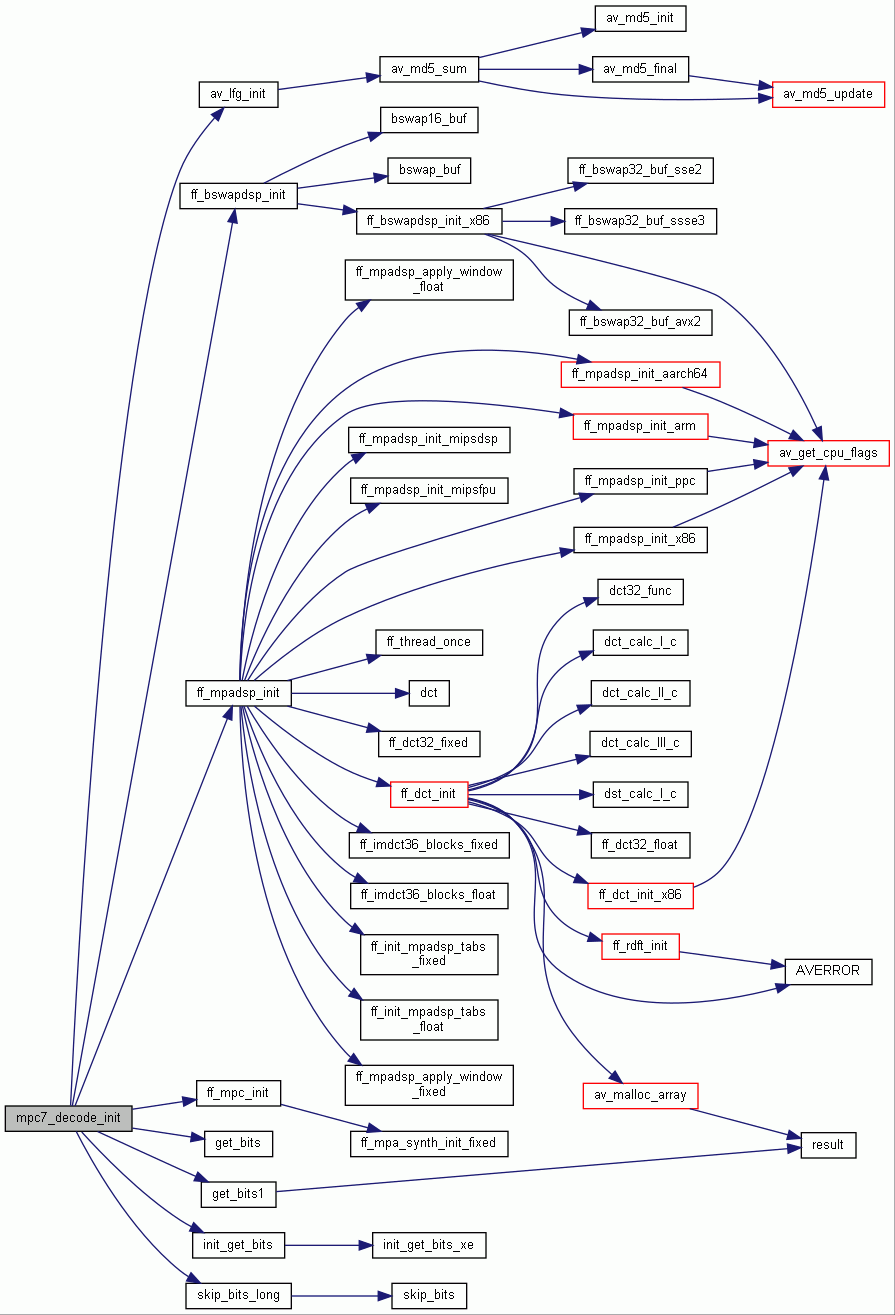 av_md5_init
av_md5_sum
av_md5_final
av_lfg_init
av_md5_update
bswap16_buf
bswap_buf
ff_bswap32_buf_sse2
ff_bswapdsp_init
ff_bswapdsp_init_x86
ff_bswap32_buf_ssse3
ff_mpadsp_apply_window
_float
ff_bswap32_buf_avx2
ff_mpadsp_init_aarch64
ff_mpadsp_init_arm
ff_mpadsp_init_mipsdsp
av_get_cpu_flags
ff_mpadsp_init_ppc
ff_mpadsp_init_mipsfpu
ff_mpadsp_init_x86
dct32_func
ff_thread_once
dct_calc_I_c
ff_mpadsp_init
dct
dct_calc_II_c
ff_dct32_fixed
dct_calc_III_c
ff_dct_init
dst_calc_I_c
ff_imdct36_blocks_fixed
ff_dct32_float
ff_imdct36_blocks_float
ff_dct_init_x86
ff_init_mpadsp_tabs
_fixed
ff_rdft_init
AVERROR
ff_init_mpadsp_tabs
_float
ff_mpadsp_apply_window
_fixed
ff_mpc_init
av_malloc_array
mpc7_decode_init
get_bits
ff_mpa_synth_init_fixed
result
get_bits1
init_get_bits
init_get_bits_xe
skip_bits_long
skip_bits